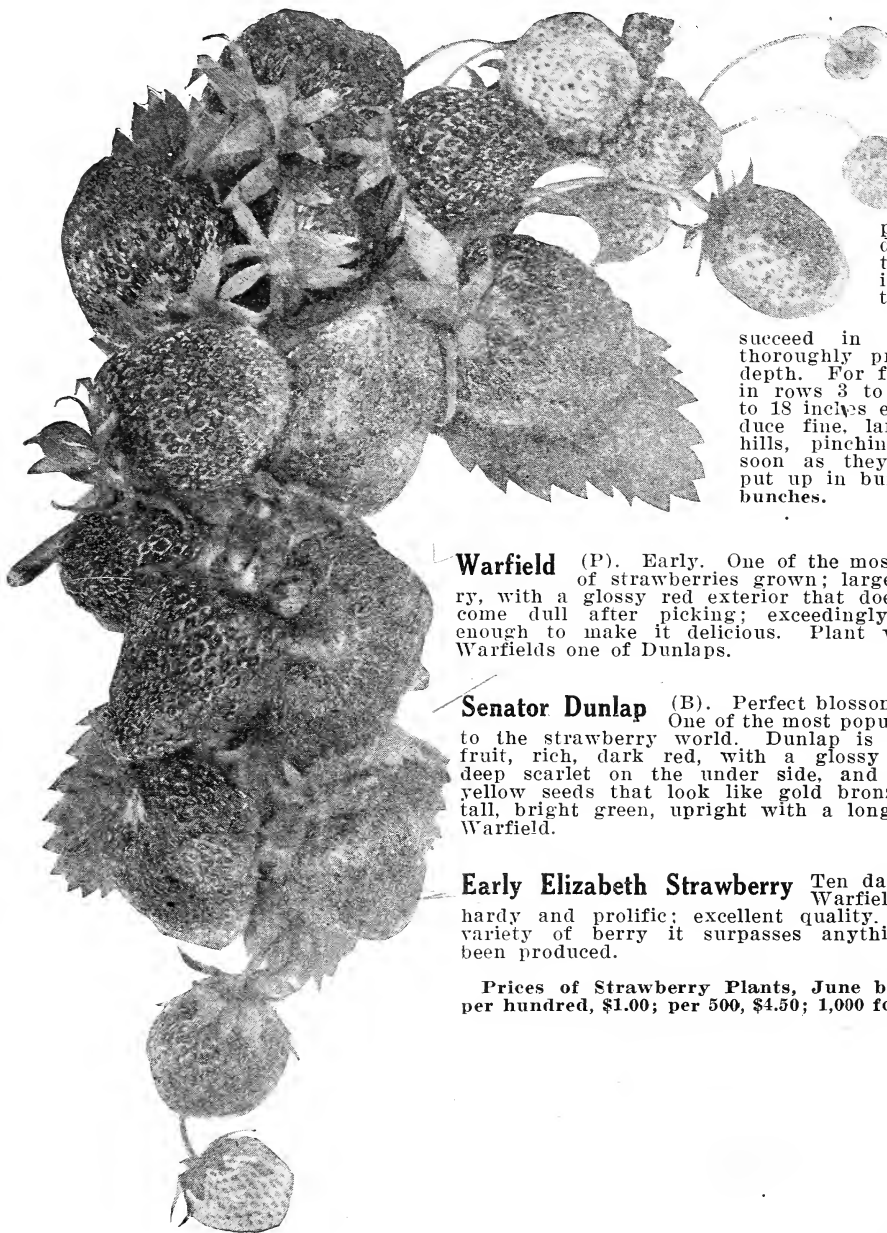 p
t
i
t
succeed in
thoroughly pr
depth. For f
in rows 3 to
to 18 inches e
duce fine, lar
hills, pinchin
soon as they
put up in bu
bunches.
Warfield (P). Early. One of the mos
of strawberries grown; large
ry, with a glossy red exterior that doe
come dull after picking; exceedingly
enough to make it delicious. Plant
Warfields one of Dunlaps.
Senator Dunlap (B). Perfect blosson
One of the most popu
to the strawberry world. Dunlap is
fruit, rich, dark red, with a glossy
deep scarlet on the under side, and
yellow seeds that look like gold bron
tall, bright green, upright with a long
Warfield.
Early Elizabeth Strawberry Ten da
Warfiel
hardy and prolific; excellent quality.
variety of berry it surpasses anythi
been produced.
Prices of Strawberry Plants, June b
per hundred, $1.00; per 500, $4.50; 1,000 fo